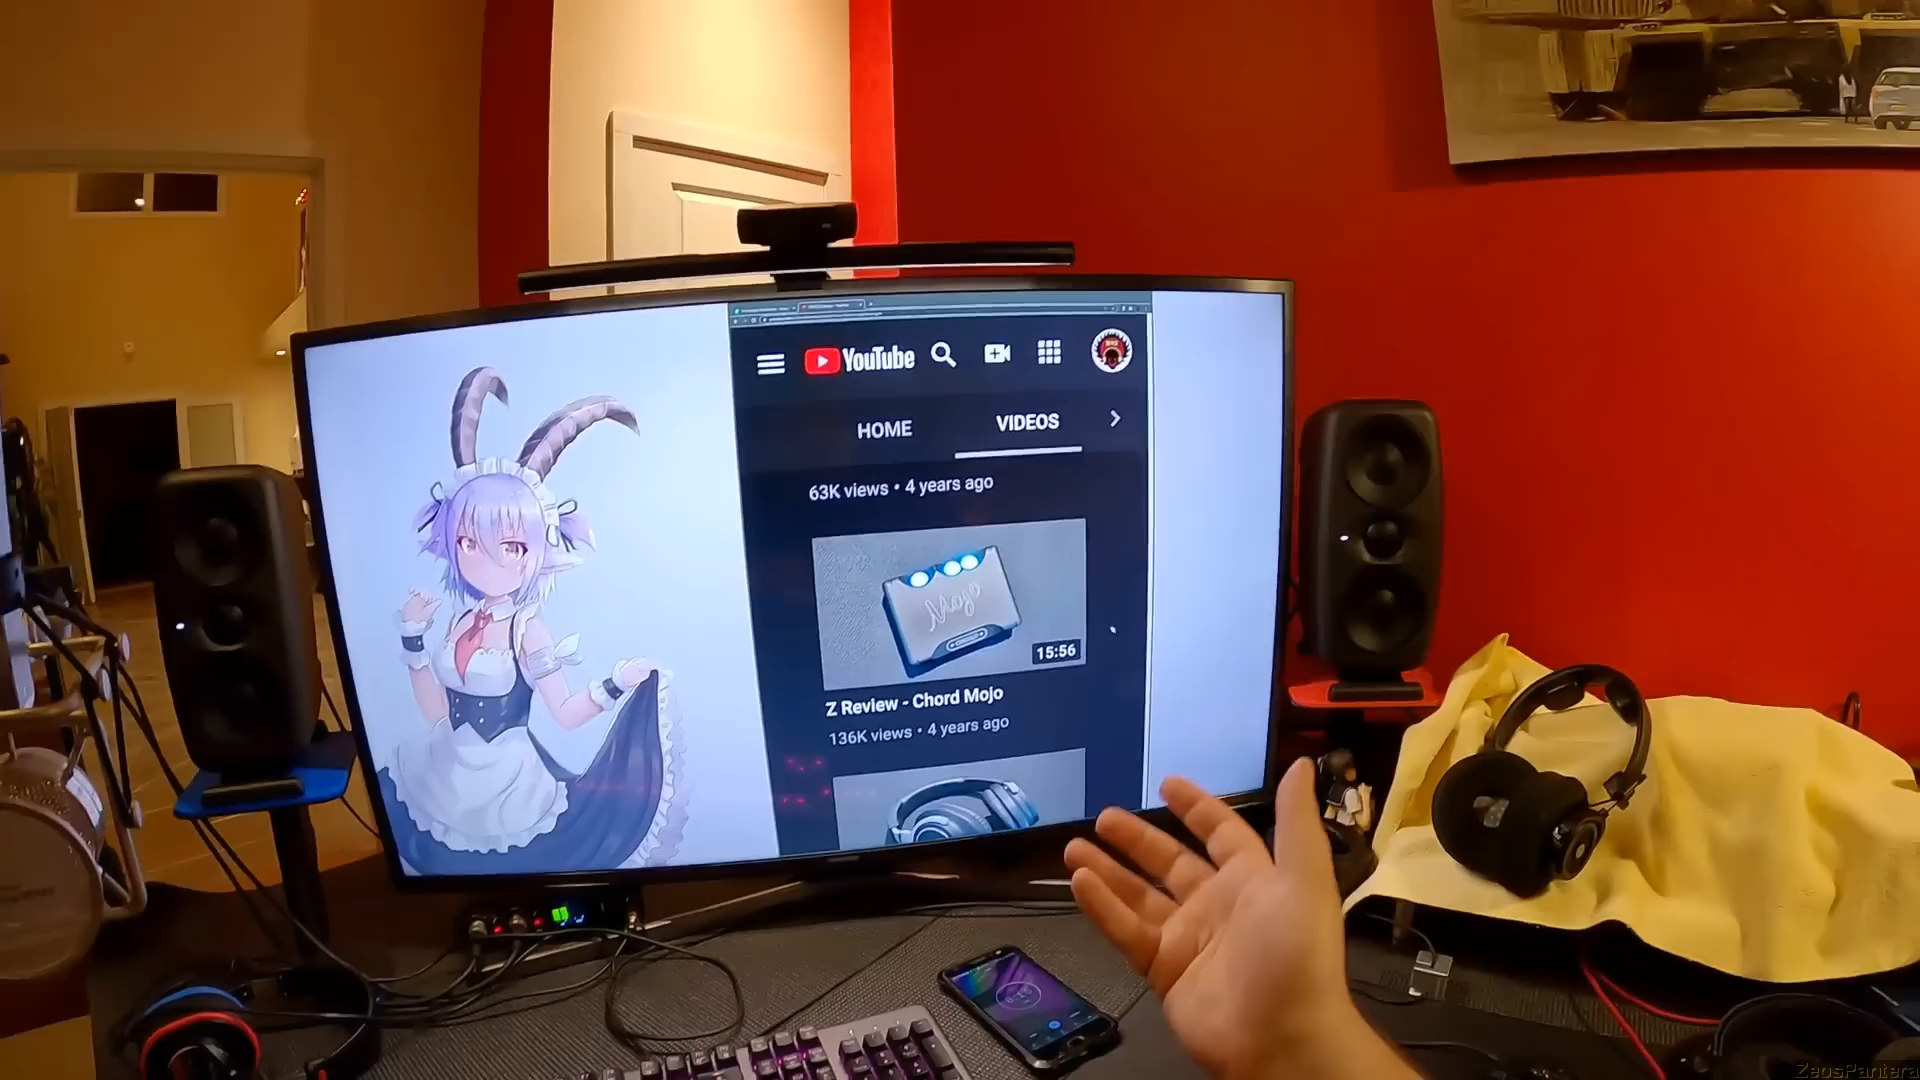 YouTube
HOME
VIDEOS
63K views • 4 years ago
Mojo
CHORD
15:56
Z Review - Chord Mojo
136K views • 4 years ago
ZeosPantera